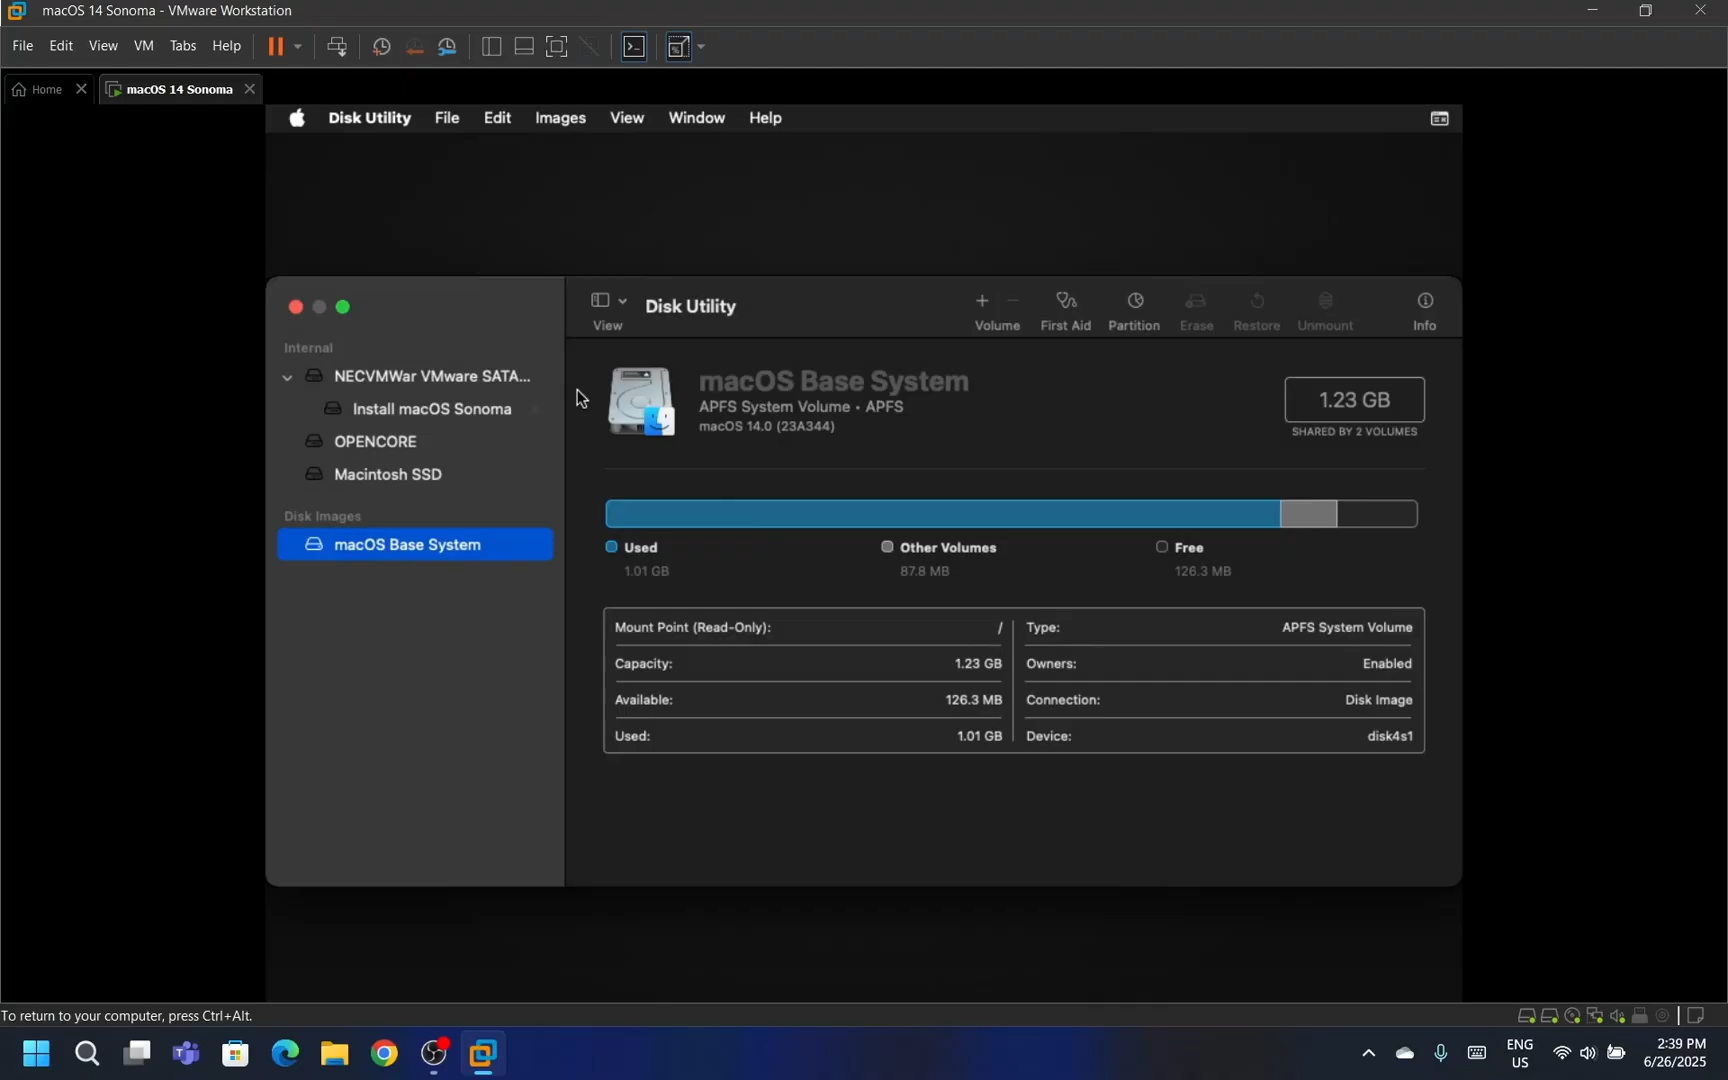 macOS 14 Sonoma - VMware Workstation
File Edit View VM Tabs Help
Home macOS 14 Sonoma
Disk Utility File Edit Images View Window Help
View Disk Utility Volume First Aid Partition Erase Restore Unmount Info
Internal
NECVMWar VMware SATA...
Install macOS Sonoma
OPENCORE
Macintosh SSD
Disk Images
macOS Base System
macOS Base System
APFS System Volume • APFS
macOS 14.0 (23A344)
1.23 GB
SHARED BY 2 VOLUMES
Used Other Volumes Free
1.01 GB 87.8 MB 126.3 MB
Mount Point (Read-Only): / Type: APFS System Volume
Capacity: 1.23 GB Owners: Enabled
Available: 126.3 MB Connection: Disk Image
Used: 1.01 GB Device: disk4s1
To return to your computer, press Ctrl+Alt.
ENG
US
2:39 PM
6/26/2025